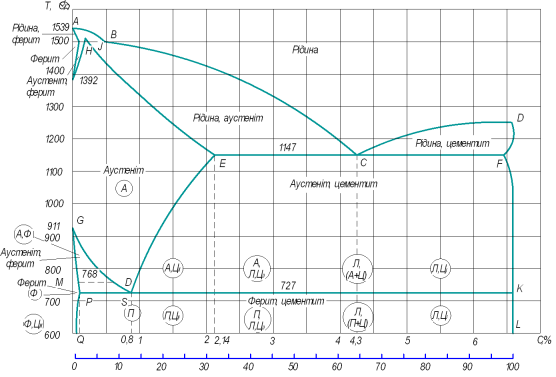 T, °C
A
1539
B
Рідина,
ферит
1500
H
J
Рідина
Ферит
1400
1392
Аустеніт,
ферит
1300
D
1200
Рідина, аустеніт
Рідина, цементит
1147
E
C
F
1100
Аустеніт
Аустеніт, цементит
А
1000
G
911
А,Ф
900
Аустеніт,
ферит
800
768
А,Ц
А,
Л,Ц
Л,
(А+Ц)
Л,Ц
Ферит
M
D
727
K
Ф
700
P
S
Ферит, цементит
П
Ф,Ц
П,Ц
П,
Л,Ц
Л,
(П+Ц)
Л,Ц
L
600
Q
0,8
1
2
2,14
3
4
4,3
5
6
C,%
0
10
20
30
40
50
60
70
80
90
100